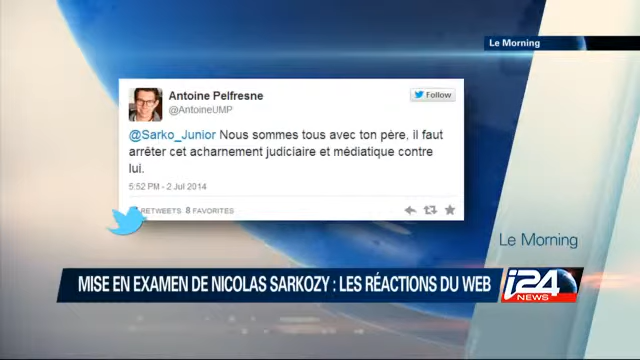 Le Morning
Antoine Pelfresne
Follow
@AntoineUMP
@Sarko_Junior Nous sommes tous avec ton père, il faut
arrêter cet acharnement judiciaire et médiatique contre
lui.
5:52 PM - 2 Jul 2014
RETWEETS 8 FAVORITES
Le Morning
MISE EN EXAMEN DE NICOLAS SARKOZY : LES RÉACTIONS DU WEB
i24
NEWS